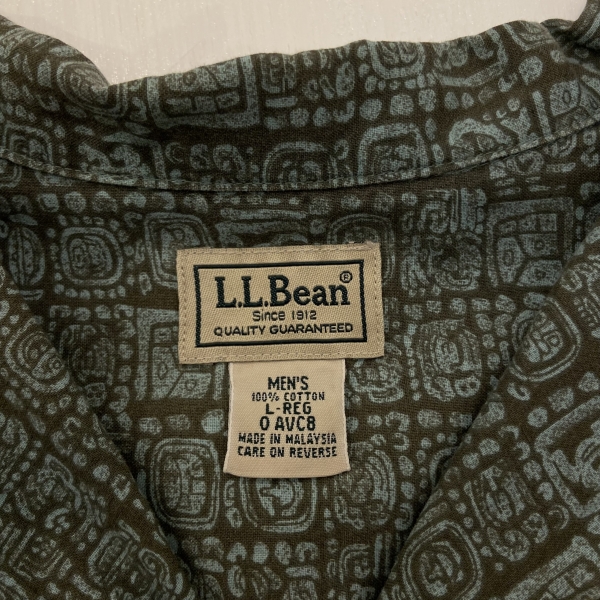 L.L.Bean®
Since 1912
QUALITY GUARANTEED
MEN'S
100% COTTON
L-REG
0 AVC8
MADE IN MALAYSIA
CARE ON REVERSE